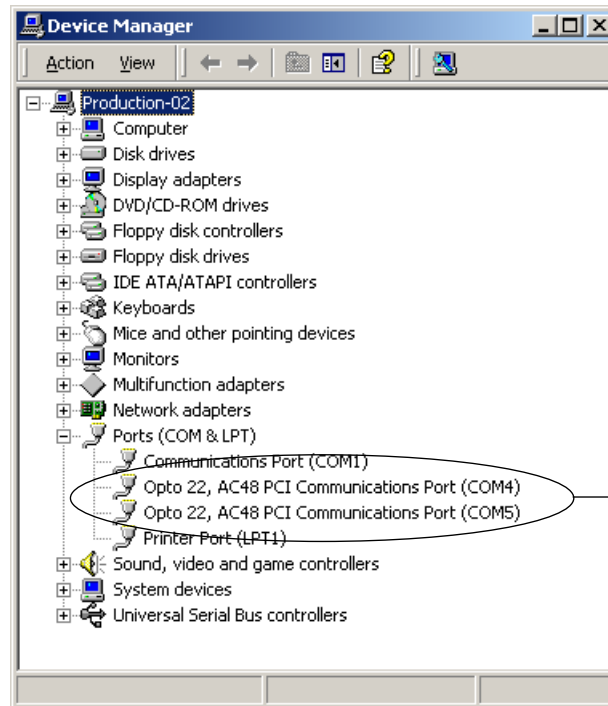 Device Manager
Action View
Production-02
Computer
Disk drives
Display adapters
DVD/CD-ROM drives
Floppy disk controllers
Floppy disk drives
IDE ATA/ATAPI controllers
Keyboards
Mice and other pointing devices
Monitors
Multifunction adapters
Network adapters
Ports (COM & LPT)
Communications Port (COM1)
Opto 22, AC48 PCI Communications Port (COM4)
Opto 22, AC48 PCI Communications Port (COM5)
Printer Port (LPT1)
Sound, video and game controllers
System devices
Universal Serial Bus controllers